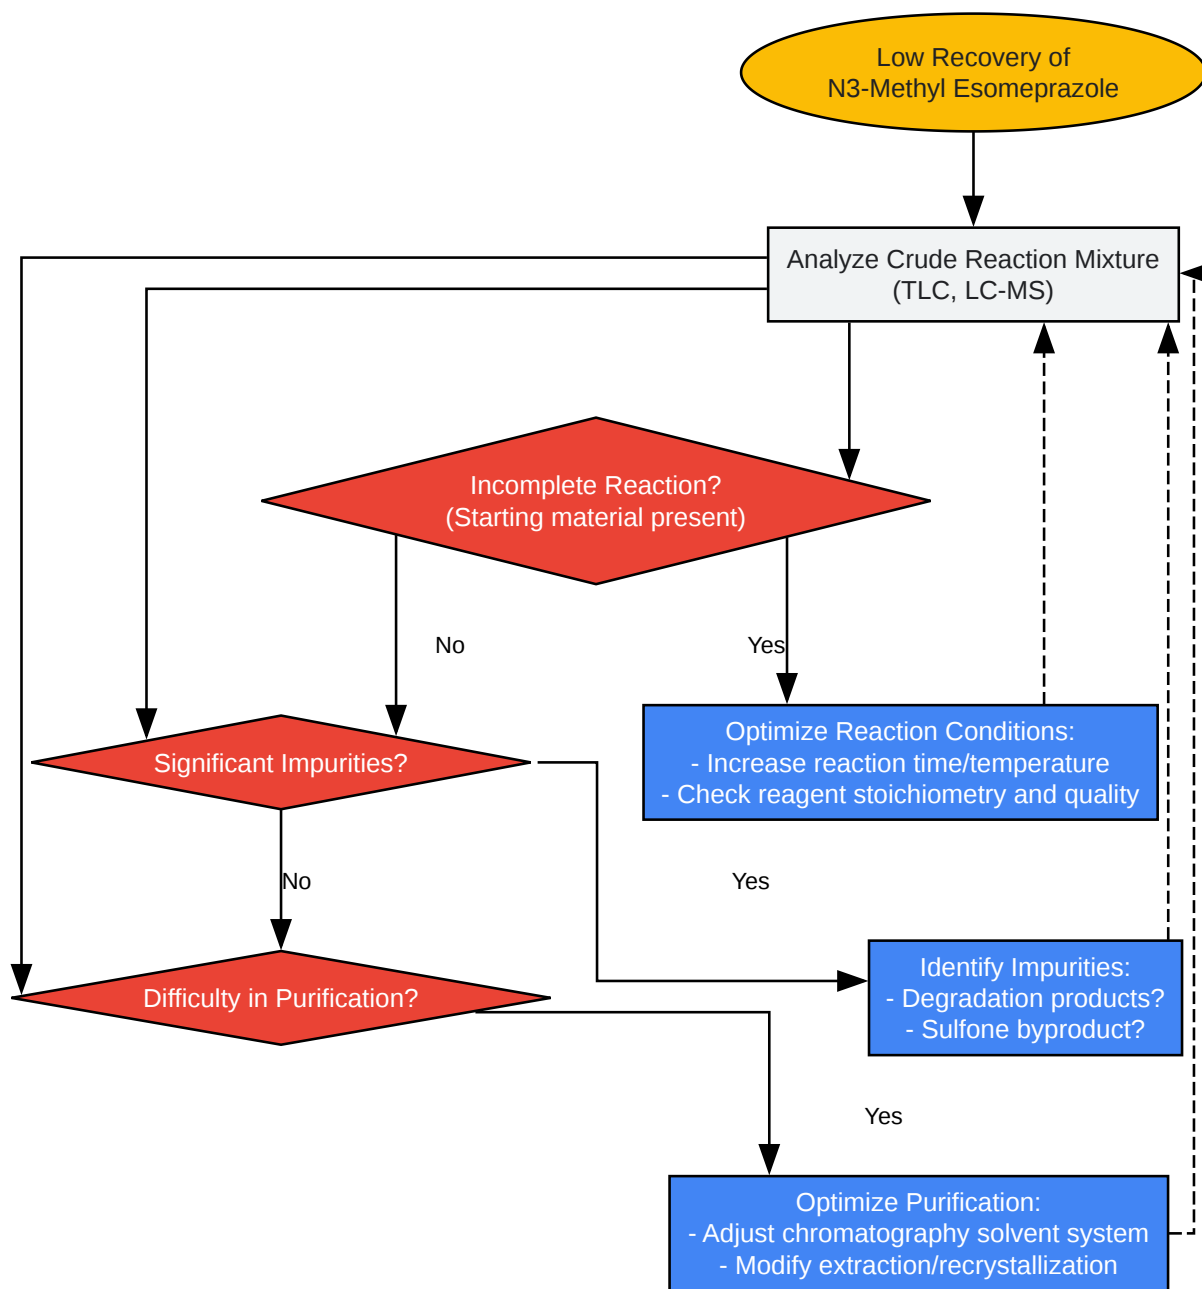 Low Recovery of
N3-Methyl Esomeprazole
Analyze Crude Reaction Mixture
(TLC, LC-MS)
Incomplete Reaction?
(Starting material present)
No
Yes
Optimize Reaction Conditions:
- Increase reaction time/temperature
- Check reagent stoichiometry and quality
Significant Impurities?
No
Yes
Identify Impurities:
- Degradation products?
- Sulfone byproduct?
Difficulty in Purification?
Yes
Optimize Purification:
- Adjust chromatography solvent system
- Modify extraction/recrystallization